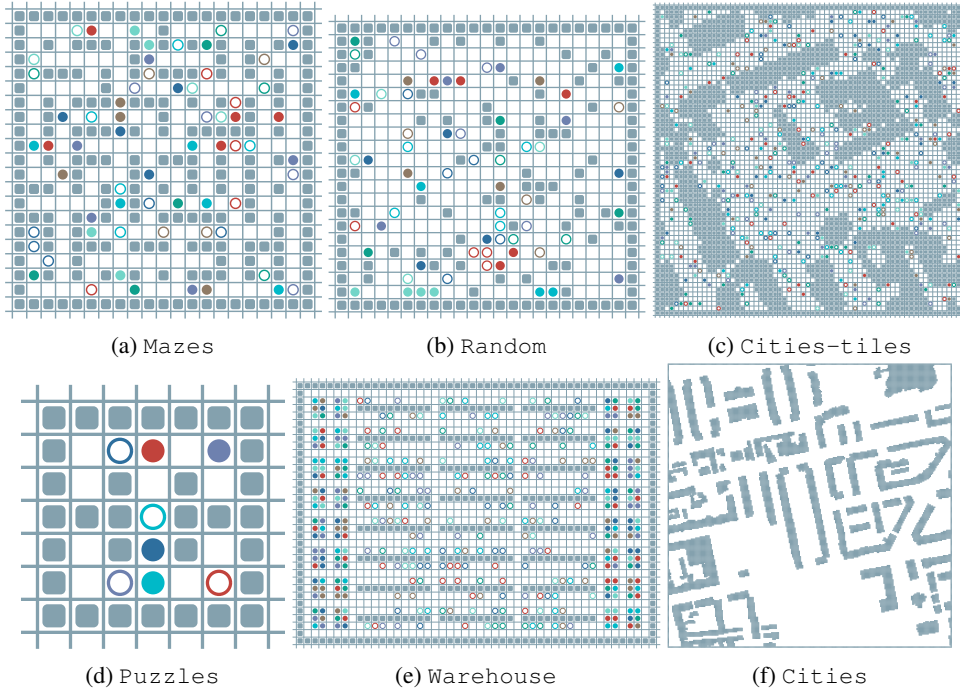 (a) Mazes
(b) Random
(c) Cities-tiles
(d) Puzzles
(e) Warehouse
(f) Cities